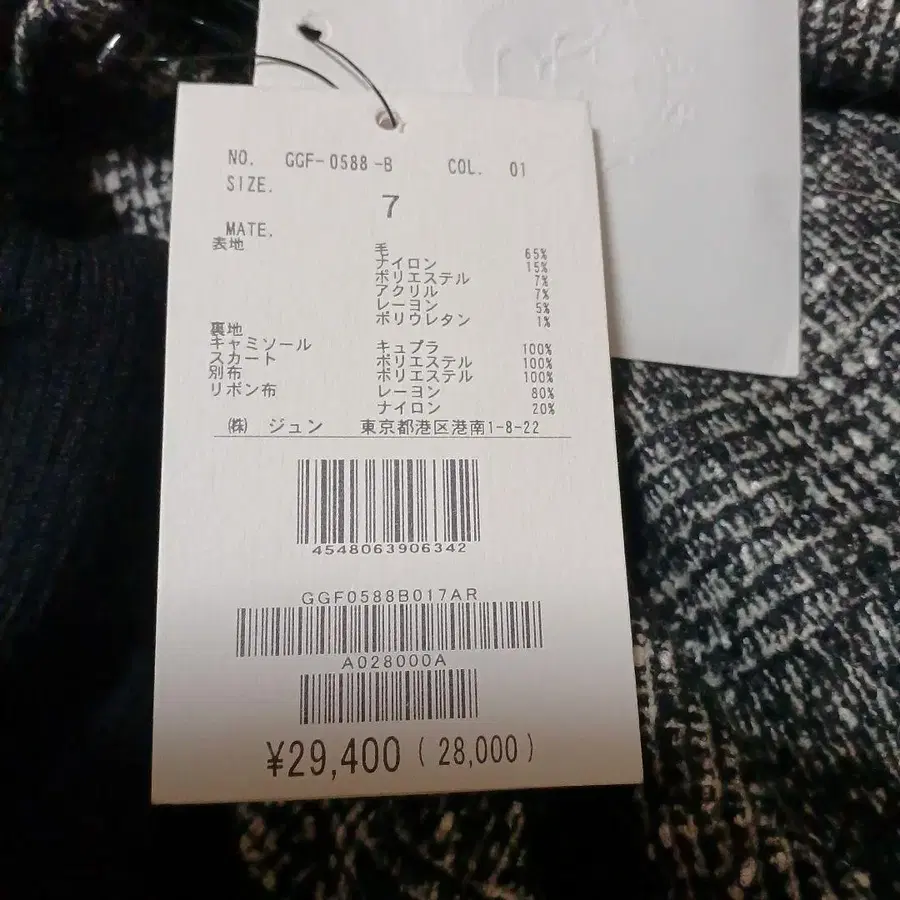 NO. GGF-0588-B COL. 01
SIZE.
7
MATE.
表地
毛 65%
ナイロン 15%
ポリエステル 7%
アクリル 7%
レーヨン 5%
ポリウレタン 1%
裏地
キャミソール キュプラ 100%
スカート ポリエステル 100%
別布 ポリエステル 100%
リボン布 レーヨン 80%
ナイロン 20%
㈱ ジュン 東京都港区港南1-8-22
4548063906342
GGF0588B017AR
A028000A
¥29,400 (28,000)